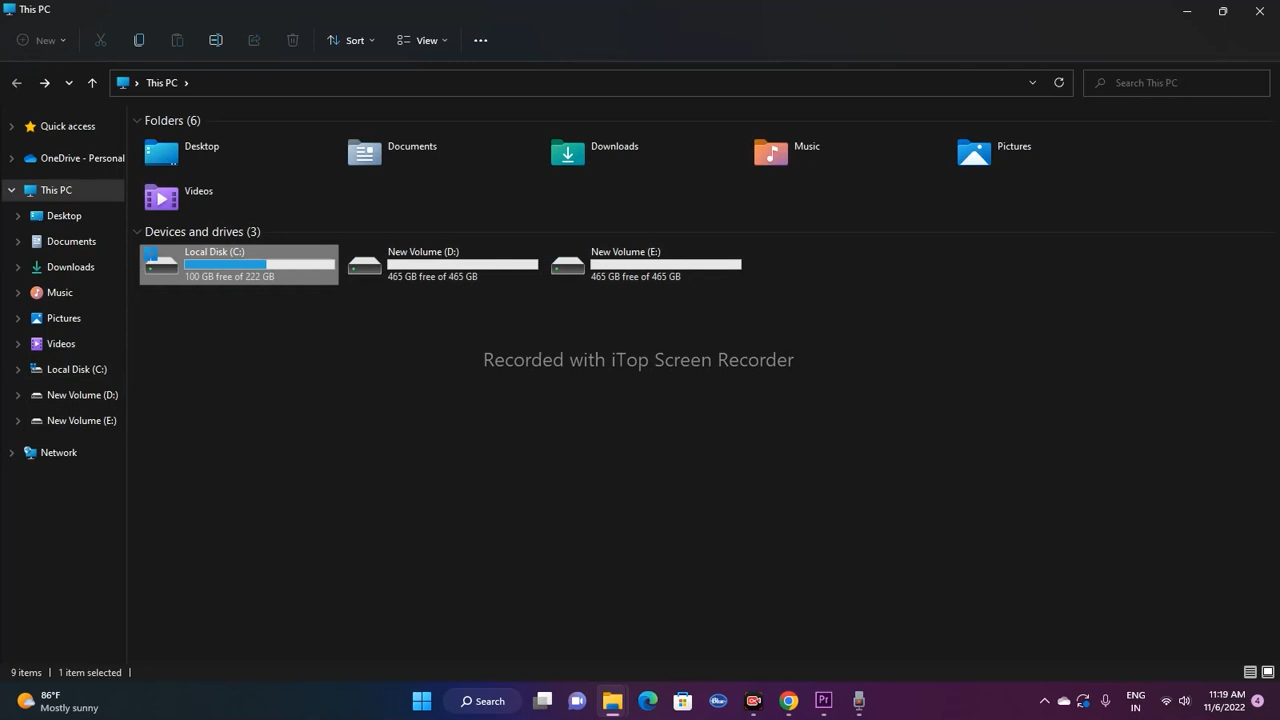 This PC
New
Sort
View
This PC
Search This PC
Quick access
OneDrive - Personal
This PC
Desktop
Documents
Downloads
Music
Pictures
Videos
Local Disk (C:)
New Volume (D:)
New Volume (E:)
Network
Folders (6)
Desktop
Documents
Downloads
Music
Pictures
Videos
Devices and drives (3)
Local Disk (C:)
100 GB free of 222 GB
New Volume (D:)
465 GB free of 465 GB
New Volume (E:)
465 GB free of 465 GB
Recorded with iTop Screen Recorder
9 items
1 item selected
86°F
Mostly sunny
Search
Blue
Pr
ENG
IN
11:19 AM
11/6/2022
4